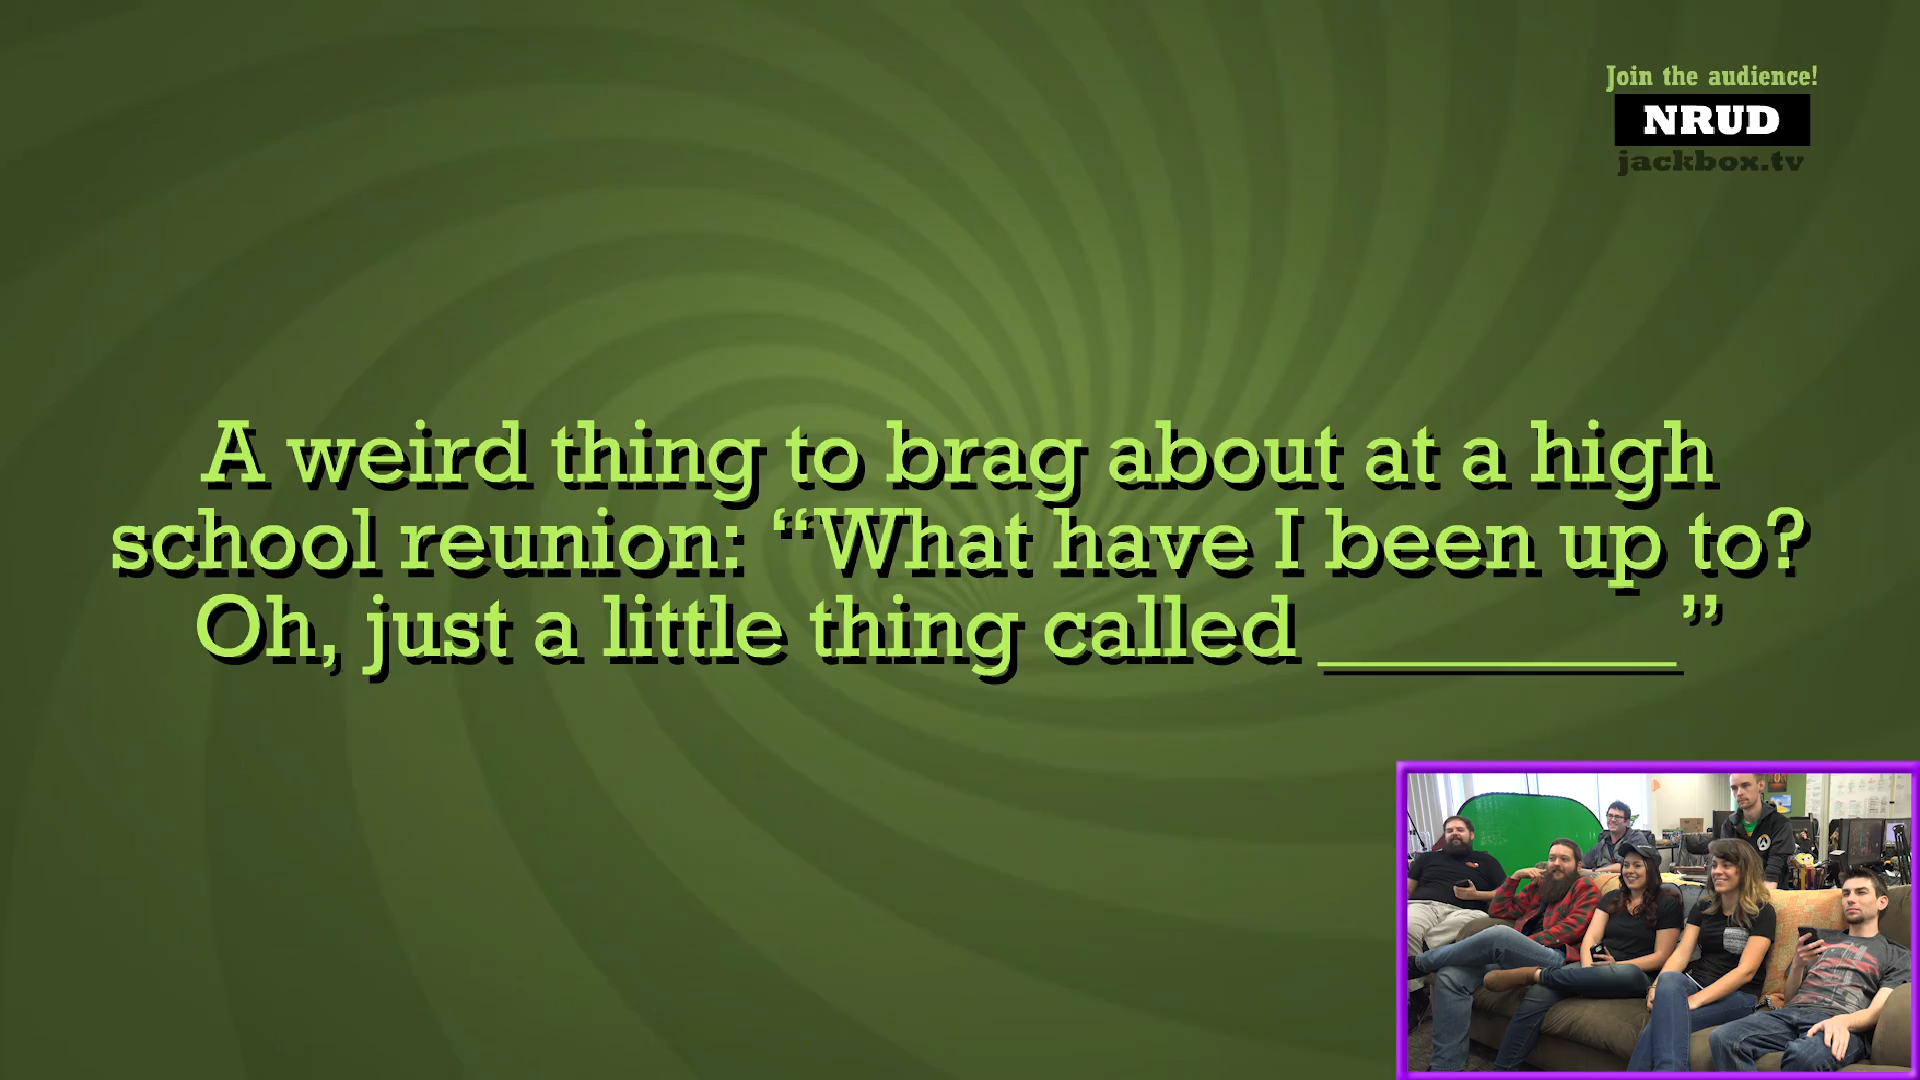 Join the audience!
NRUD
jackbox.tv
A weird thing to brag about at a high
school reunion: “What have I been up to?
Oh, just a little thing called ________”